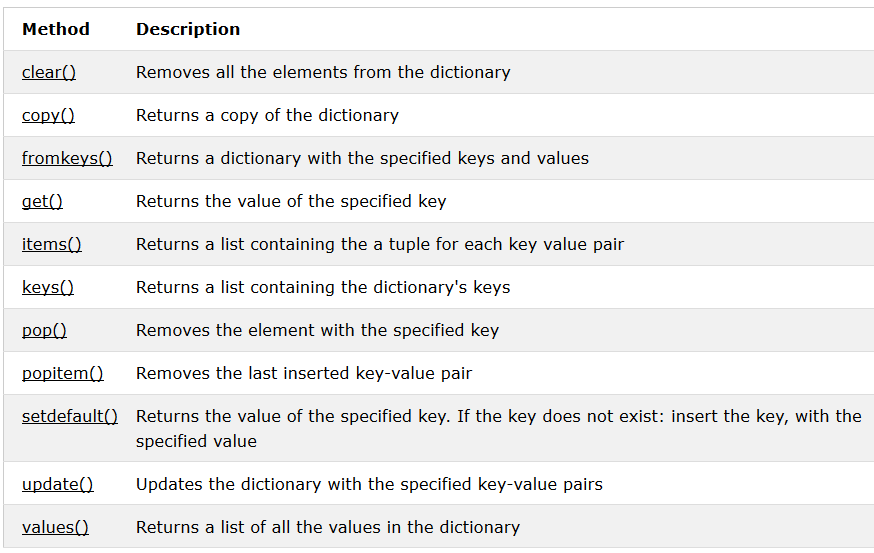 Method Description
clear() Removes all the elements from the dictionary
copy() Returns a copy of the dictionary
fromkeys() Returns a dictionary with the specified keys and values
get() Returns the value of the specified key
items() Returns a list containing the a tuple for each key value pair
keys() Returns a list containing the dictionary's keys
pop() Removes the element with the specified key
popitem() Removes the last inserted key-value pair
setdefault() Returns the value of the specified key. If the key does not exist: insert the key, with the
specified value
update() Updates the dictionary with the specified key-value pairs
values() Returns a list of all the values in the dictionary